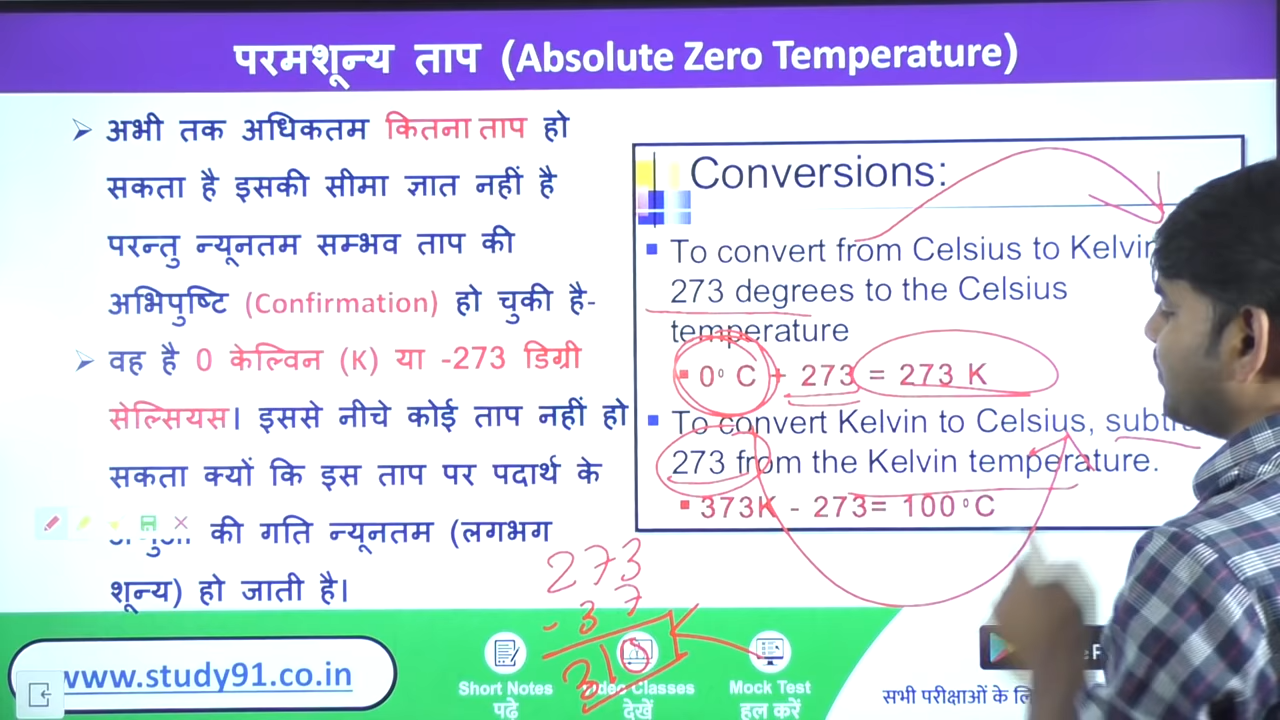 परमशून्य ताप (Absolute Zero Temperature)
अभी तक अधिकतम कितना ताप हो
सकता है इसकी सीमा ज्ञात नहीं है
परन्तु न्यूनतम सम्भव ताप की
अभिपुष्टि (Confirmation) हो चुकी है-
वह है 0 केल्विन (K) या -273 डिग्री
सेल्सियस। इससे नीचे कोई ताप नहीं हो
सकता क्यों कि इस ताप पर पदार्थ के
की गति न्यूनतम (लगभग
शून्य) हो जाती है।
Conversions:
To convert from Celsius to Kelvin
273 degrees to the Celsius
temperature
0° C + 273 = 273 K
To convert Kelvin to Celsius, subtr
273 from the Kelvin temperature.
373K - 273= 100°C
273
- 37
310
www.study91.co.in
Short Notes
पढ़े
Video Classes
देखें
Mock Test
हल करें
सभी परीक्षाओं के लि